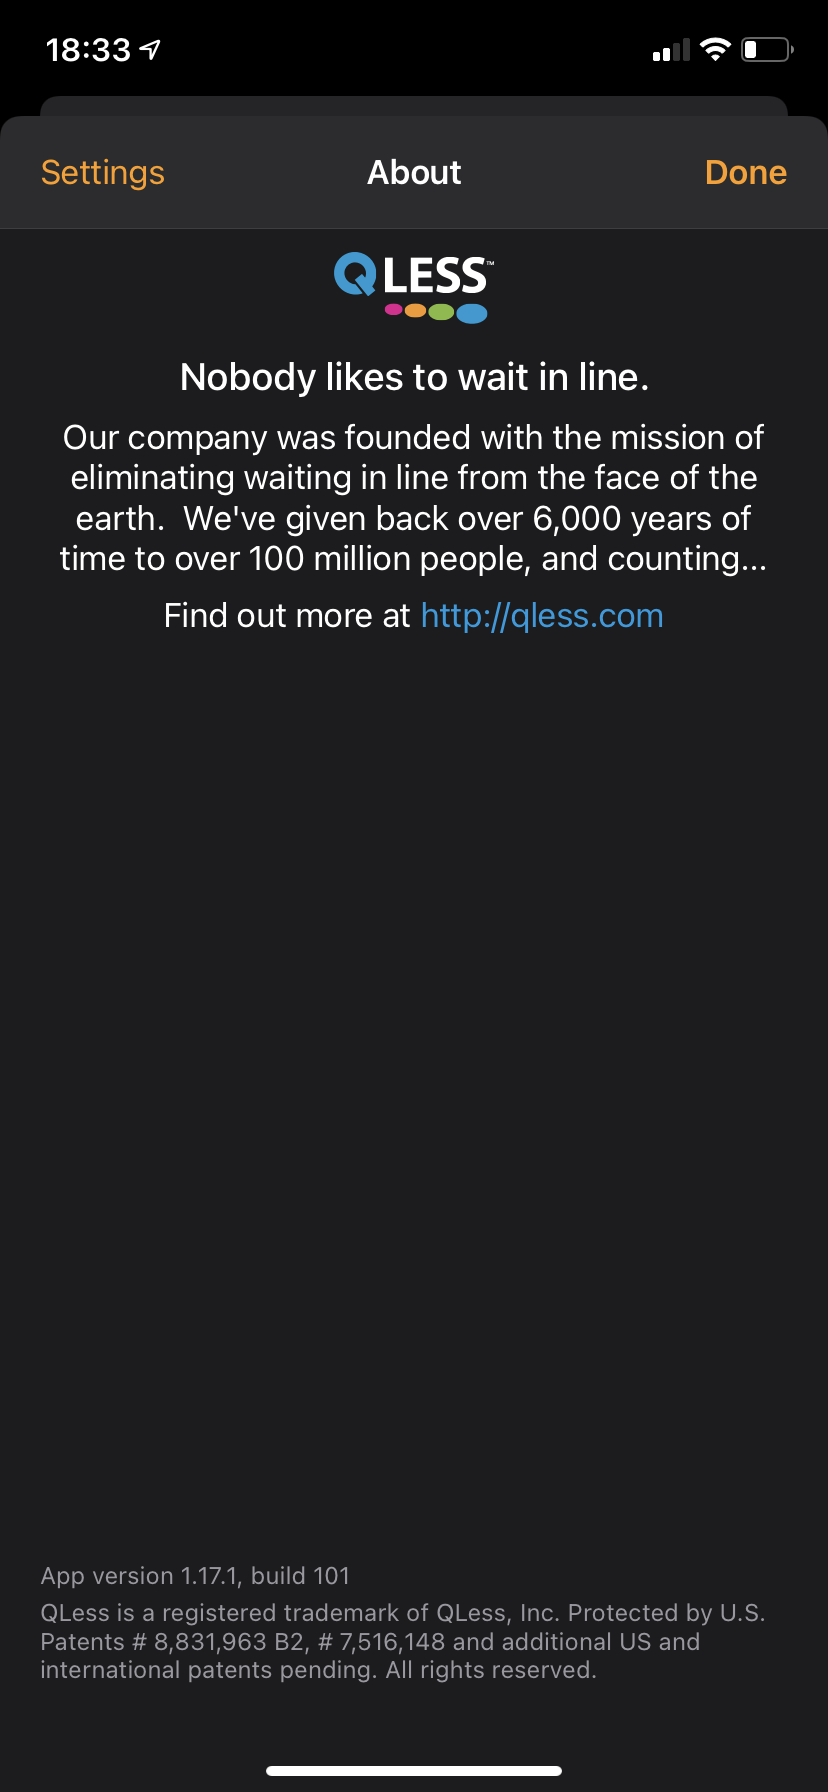 18:33
Settings About Done
QLESS™
Nobody likes to wait in line.
Our company was founded with the mission of
eliminating waiting in line from the face of the
earth.  We've given back over 6,000 years of
time to over 100 million people, and counting...
Find out more at http://qless.com
App version 1.17.1, build 101
QLess is a registered trademark of QLess, Inc. Protected by U.S.
Patents # 8,831,963 B2, # 7,516,148 and additional US and
international patents pending. All rights reserved.